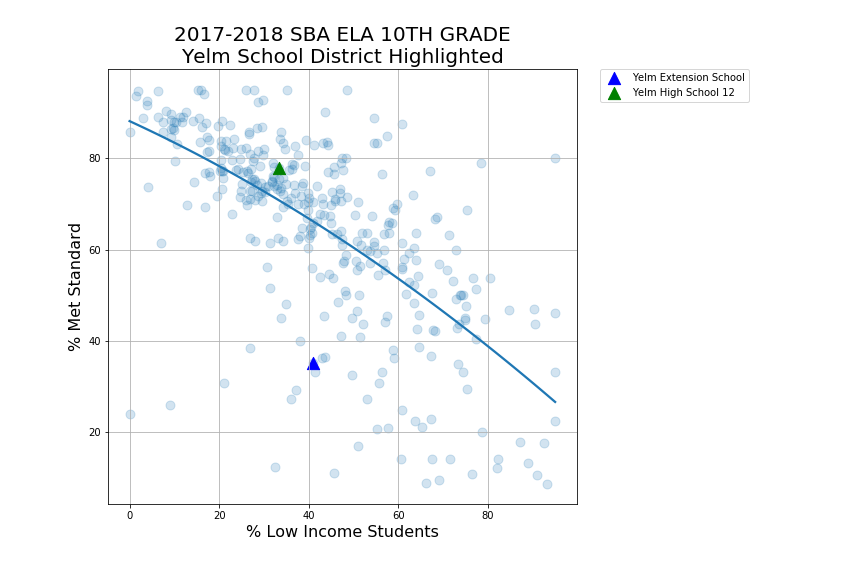 2017-2018 SBA ELA 10TH GRADE
Yelm School District Highlighted
Yelm Extension School
Yelm High School 12
% Met Standard
80
60
40
20
0
20
40
60
80
% Low Income Students